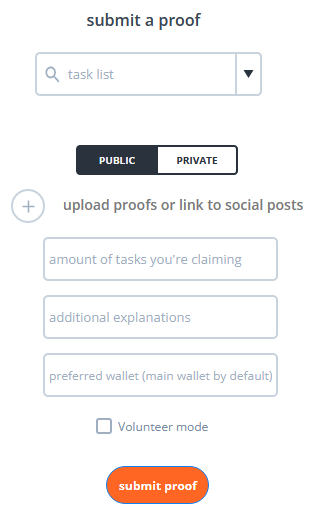 submit a proof
task list
PUBLIC PRIVATE
upload proofs or link to social posts
amount of tasks you're claiming
additional explanations
preferred wallet (main wallet by default)
Volunteer mode
submit proof